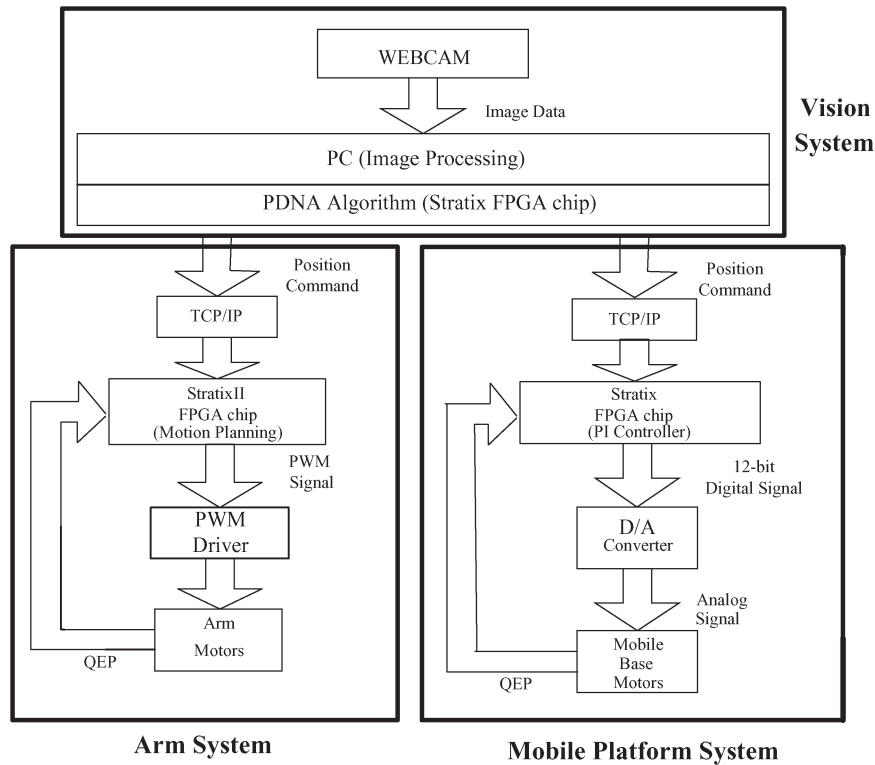 WEBCAM
Image Data
Vision
System
PC (Image Processing)
PDNA Algorithm (Stratix FPGA chip)
Position
Command
TCP/IP
StratixII
FPGA chip
(Motion Planning)
PWM
Signal
PWM
Driver
Arm
Motors
QEP
Arm System
Position
Command
TCP/IP
Stratix
FPGA chip
(PI Controller)
12-bit
Digital Signal
D/A
Converter
Analog
Signal
Mobile
Base
Motors
QEP
Mobile Platform System